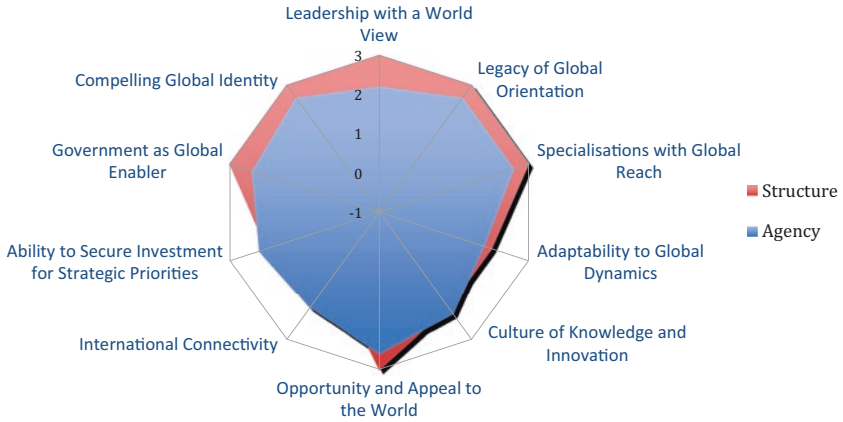 Leadership with a World
View
Legacy of Global
Orientation
Specialisations with Global
Reach
Adaptability to Global
Dynamics
Culture of Knowledge and
Innovation
Opportunity and Appeal to
the World
International Connectivity
Ability to Secure Investment
for Strategic Priorities
Government as Global
Enabler
Compelling Global Identity
3
2
1
0
-1
Structure
Agency